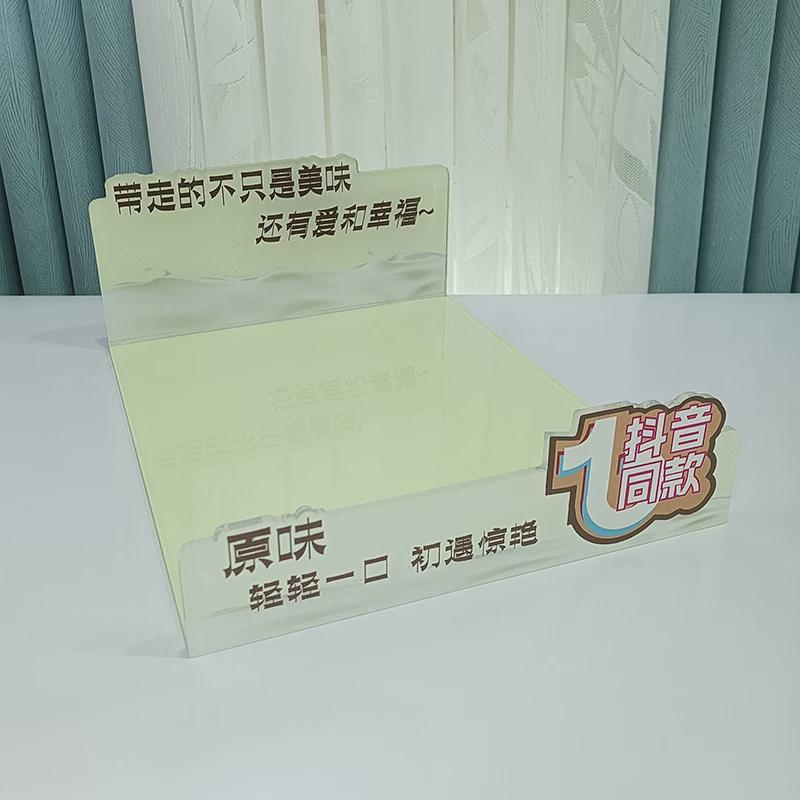 带走的不只是美味
还有爱和幸福~
抖音
同款
原味
轻轻一口 初遇惊艳